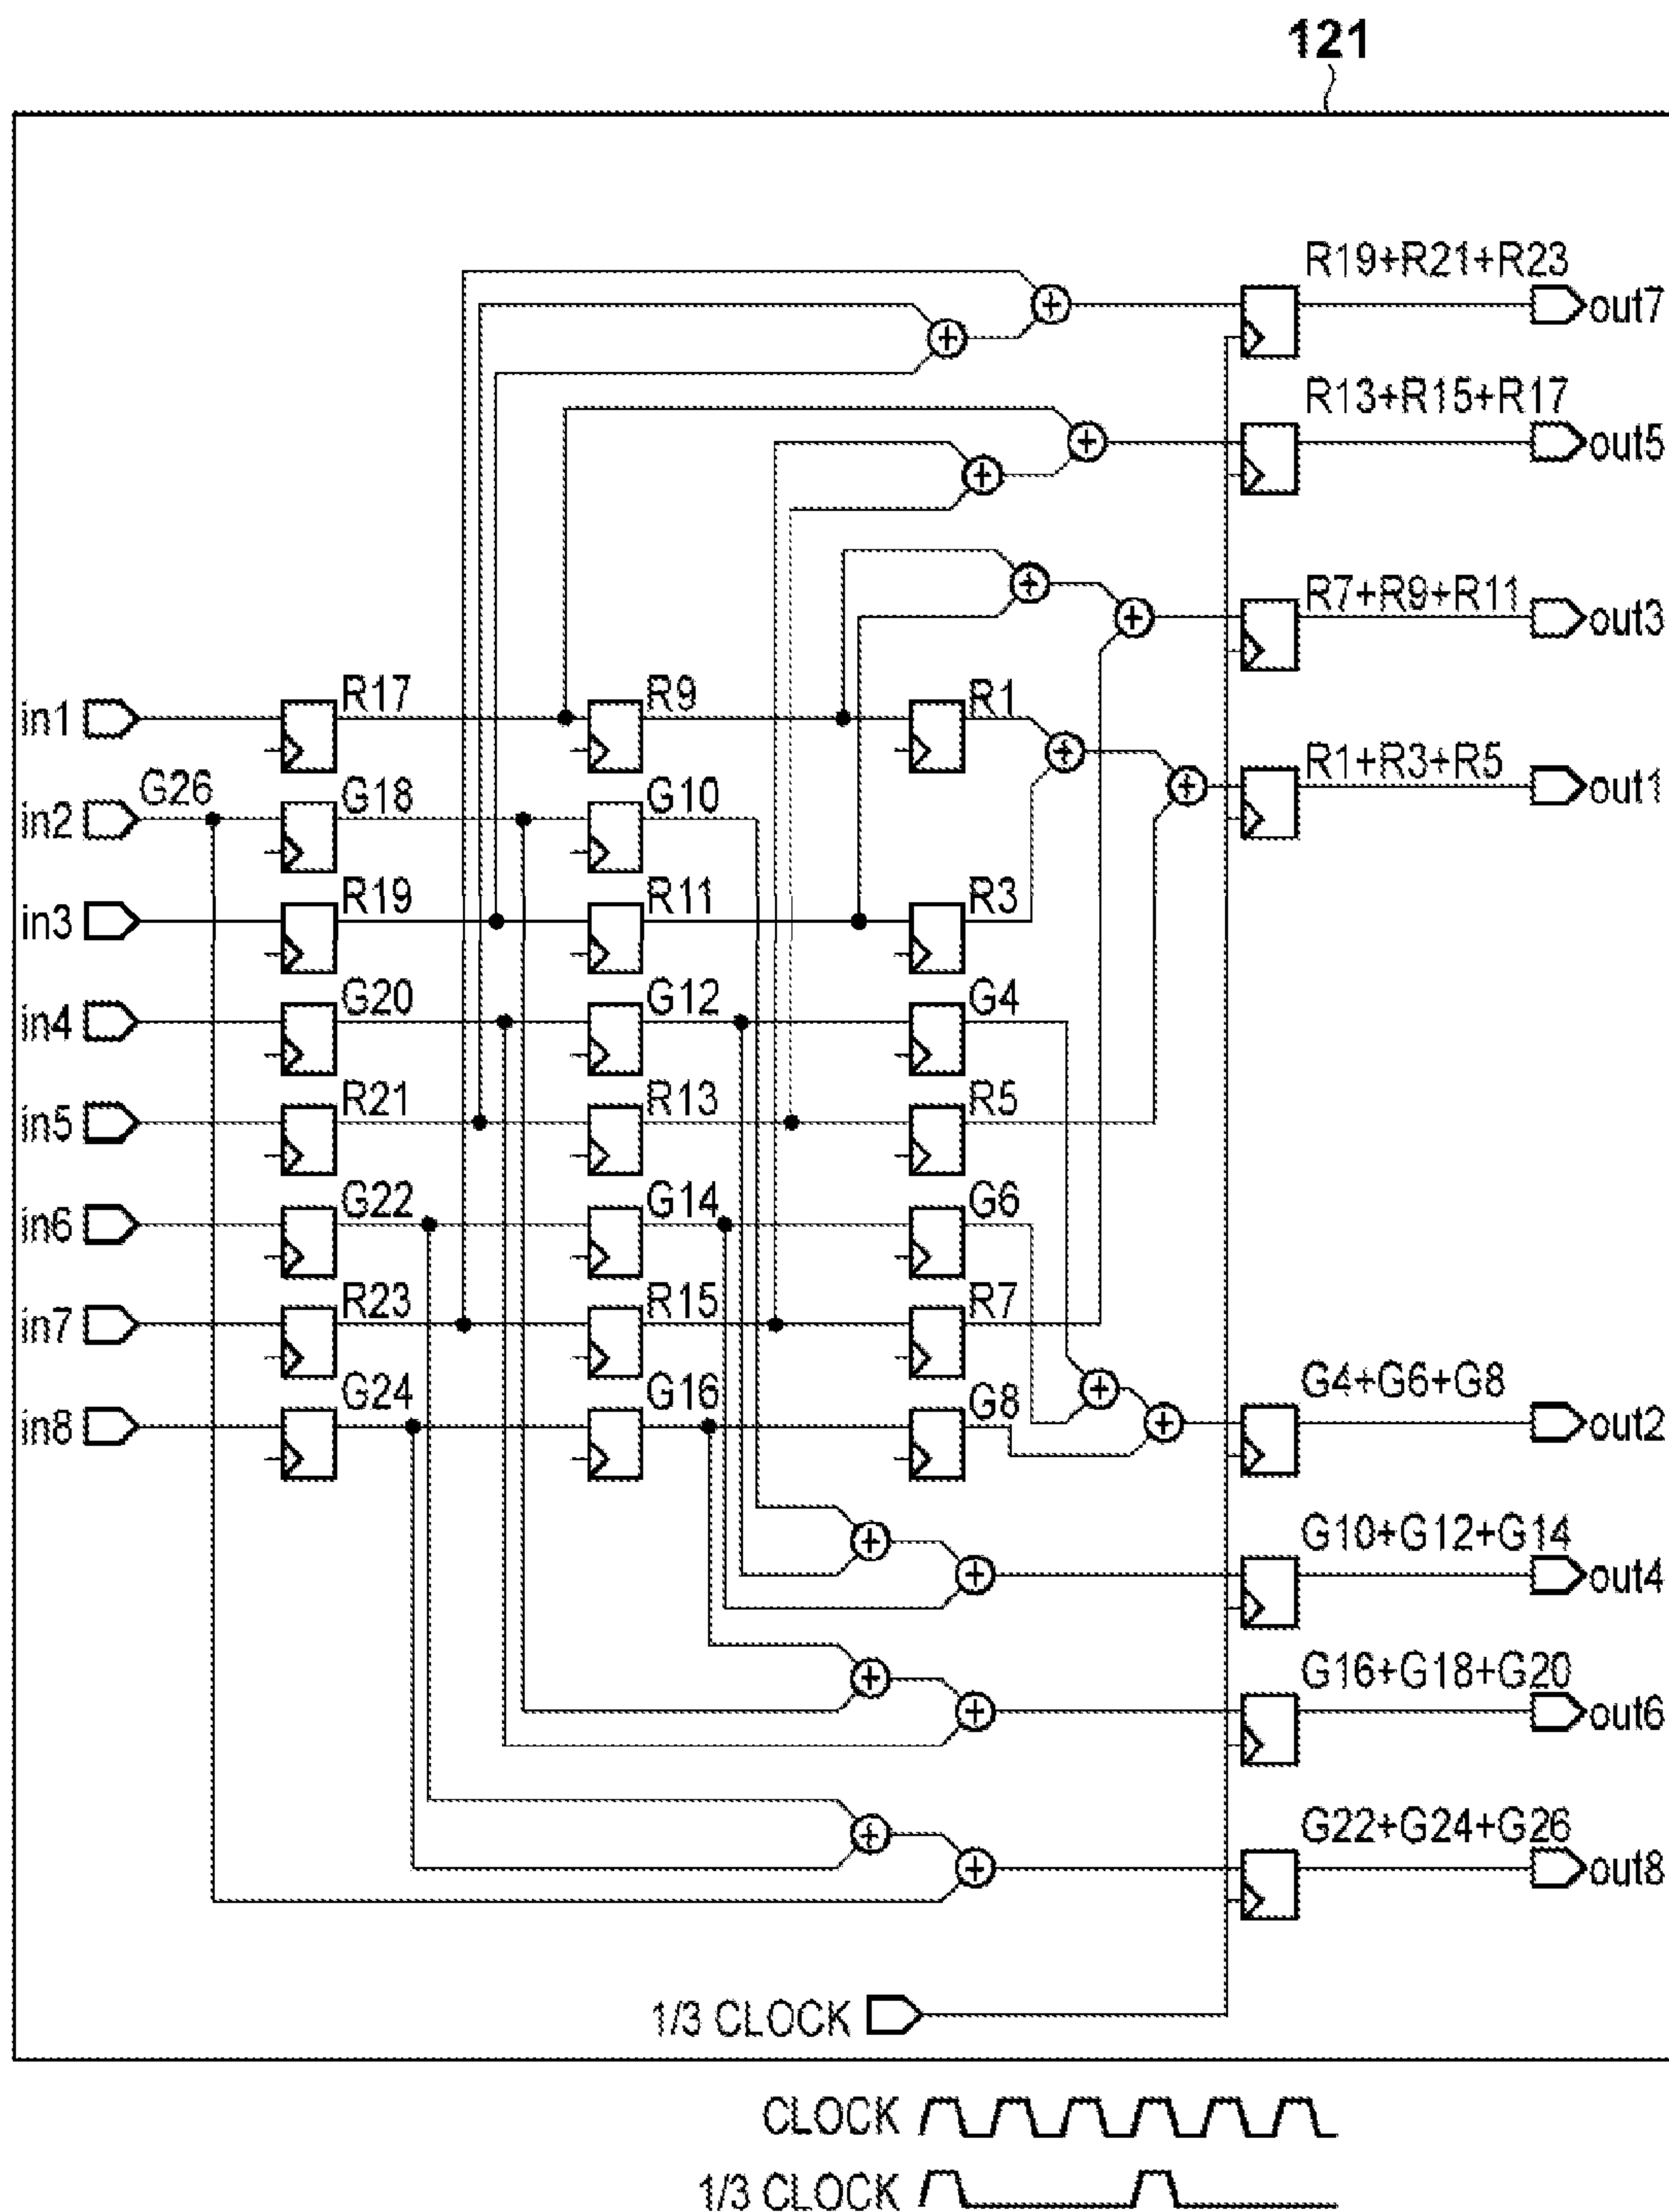 121
R19+R21+R23
out7
R13+R15+R17
out5
R7+R9+R11
out3
in1
R17
R9
R1
R1+R3+R5
out1
in2
G26
G18
G10
in3
R19
R11
R3
in4
G20
G12
G4
in5
R21
R13
R5
in6
G22
G14
G6
in7
R23
R15
R7
in8
G24
G16
G8
G4+G6+G8
out2
G10+G12+G14
out4
G16+G18+G20
out6
G22+G24+G26
out8
1/3 CLOCK
CLOCK
1/3 CLOCK